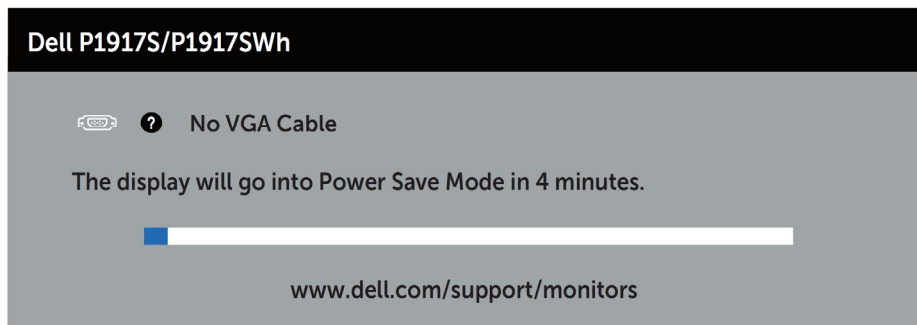 Dell P1917S/P1917SWh
? No VGA Cable
The display will go into Power Save Mode in 4 minutes.
www.dell.com/support/monitors